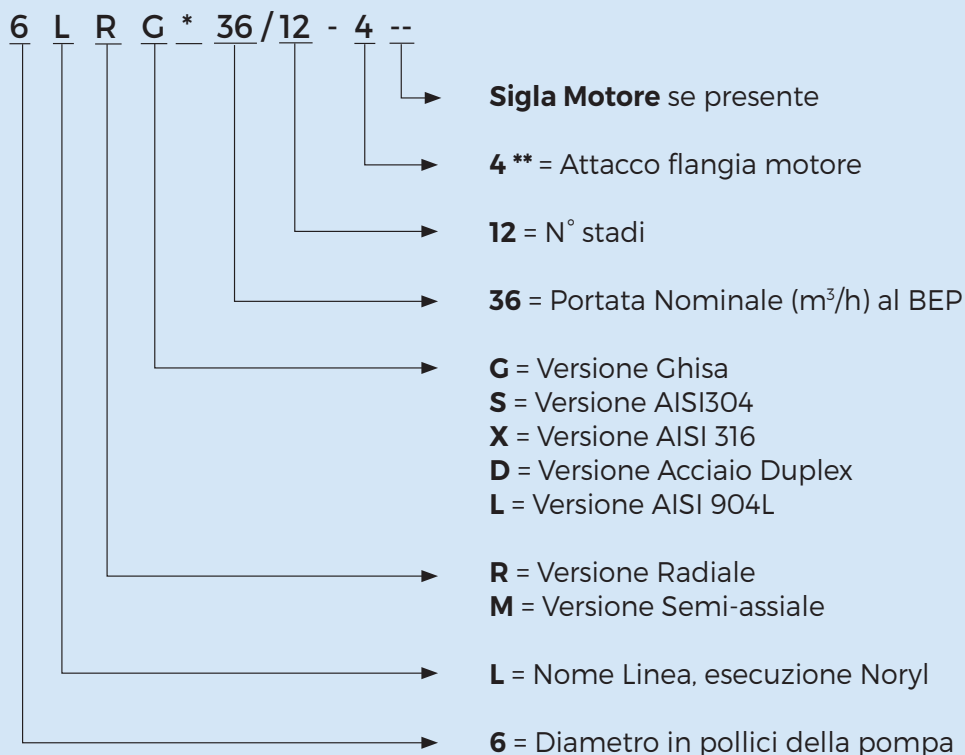 6 L R G * 36 / 12 - 4 --
Sigla Motore se presente
4 ** = Attacco flangia motore
12 = N° stadi
36 = Portata Nominale (m³/h) al BEP
G = Versione Ghisa
S = Versione AISI304
X = Versione AISI 316
D = Versione Acciaio Duplex
L = Versione AISI 904L
R = Versione Radiale
M = Versione Semi-assiale
L = Nome Linea, esecuzione Noryl
6 = Diametro in pollici della pompa